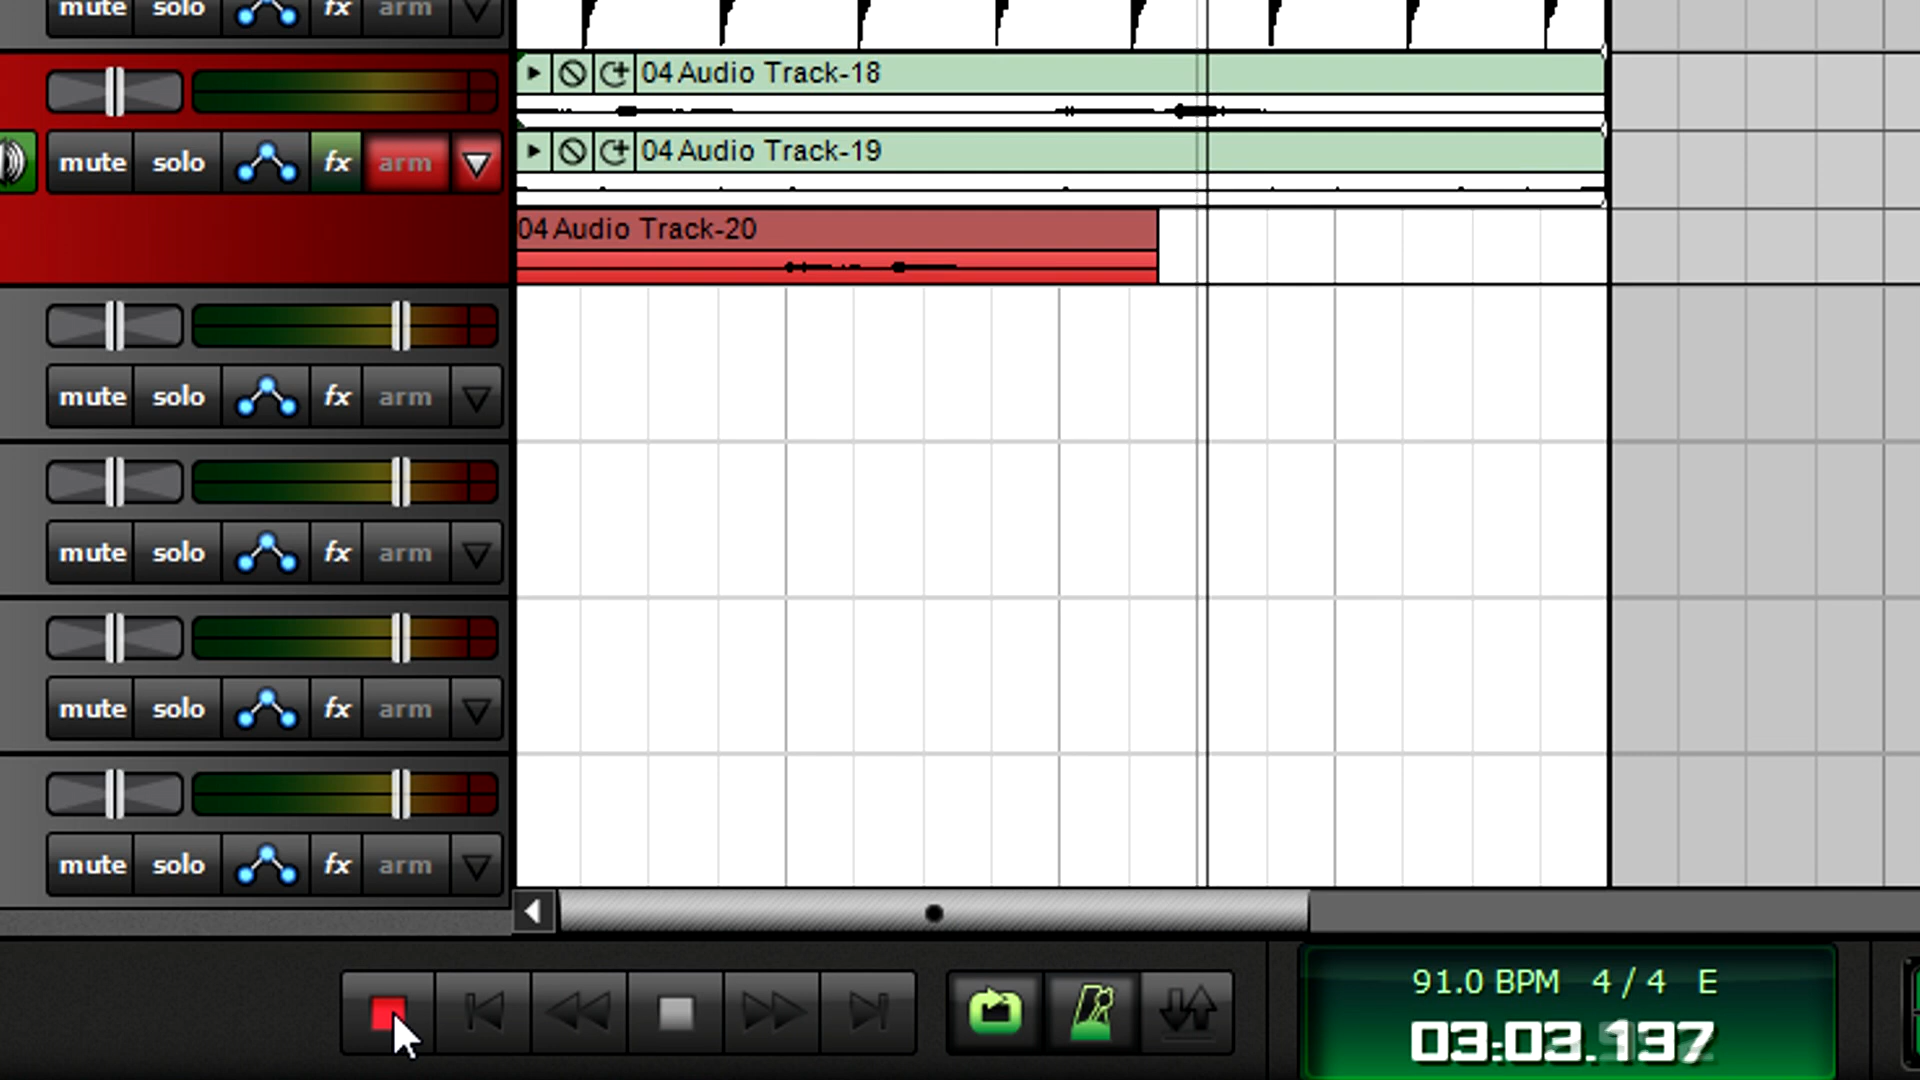 mute solo fx arm
04 Audio Track-18
mute solo fx arm
04 Audio Track-19
04 Audio Track-20
mute solo fx arm
mute solo fx arm
mute solo fx arm
mute solo fx arm
91.0 BPM 4 / 4 E
03:03.137